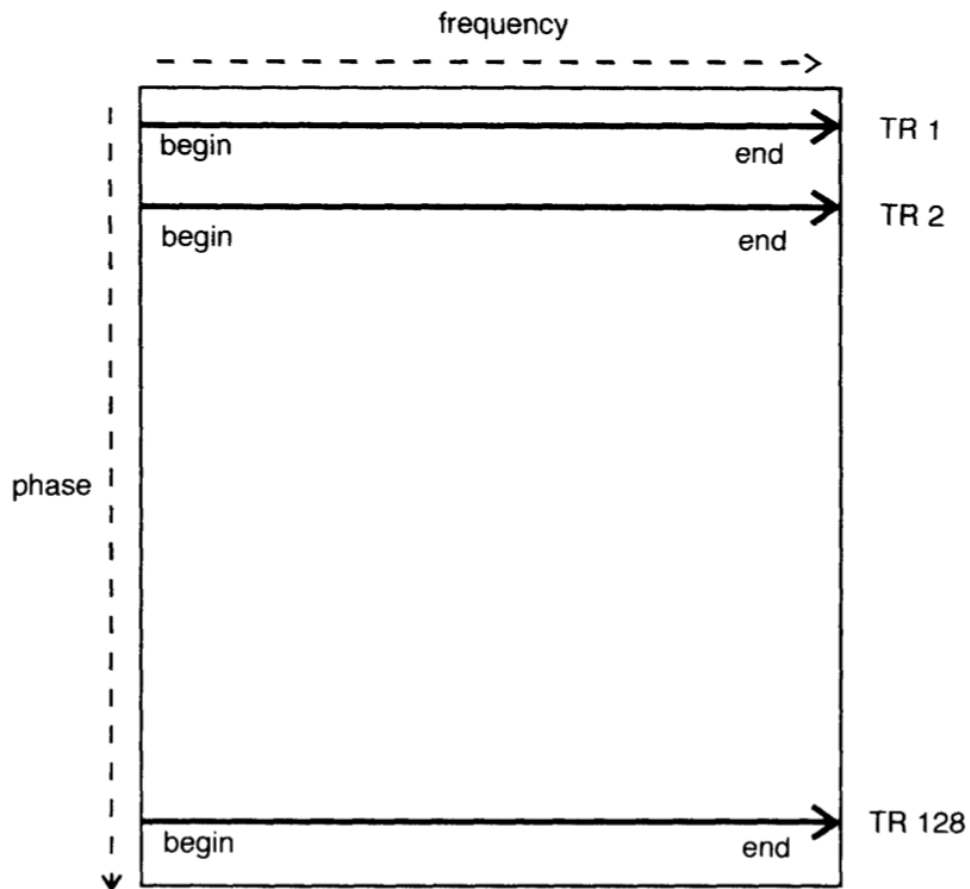 frequency
begin end TR 1
begin end TR 2
phase
begin end TR 128